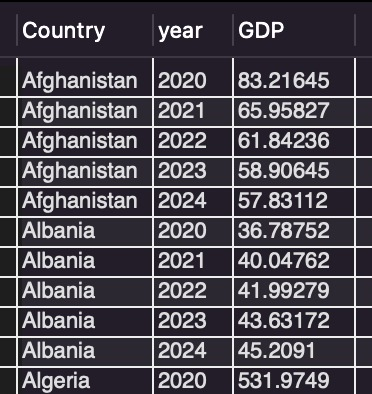 Country year GDP
Afghanistan 2020 83.21645
Afghanistan 2021 65.95827
Afghanistan 2022 61.84236
Afghanistan 2023 58.90645
Afghanistan 2024 57.83112
Albania 2020 36.78752
Albania 2021 40.04762
Albania 2022 41.99279
Albania 2023 43.63172
Albania 2024 45.2091
Algeria 2020 531.9749